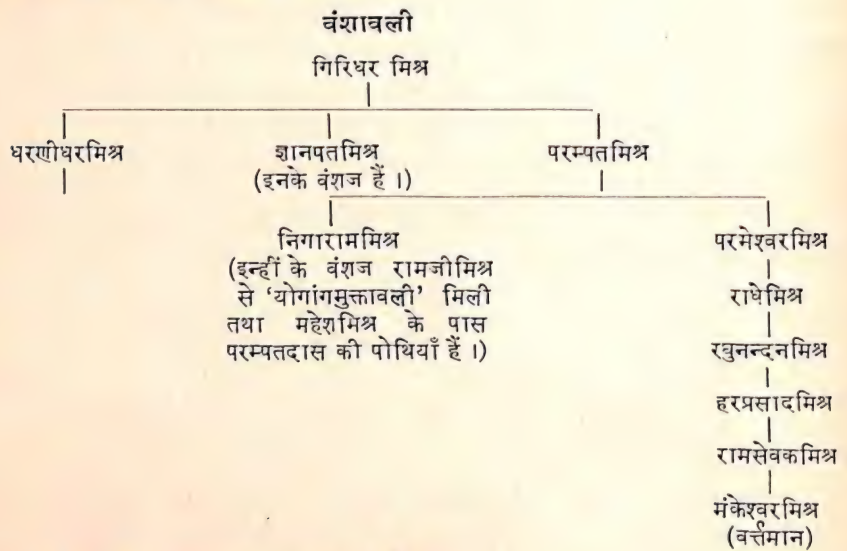 वंशावली
गिरिधर मिश्र
धरणीधरमिश्र ज्ञानपतमिश्र परम्पतमिश्र
(इनके वंशज हैं ।)
निगाराममिश्र परमेश्वरमिश्र
(इन्हीं के वंशज रामजीमिश्र
से 'योगांगमुक्तावली' मिली राधेमिश्र
तथा महेशमिश्र के पास
परम्पतदास की पोथियाँ हैं ।) रघुनन्दनमिश्र
हरप्रसादमिश्र
रामसेवकमिश्र
मंकेश्वरमिश्र
(वर्त्तमान)